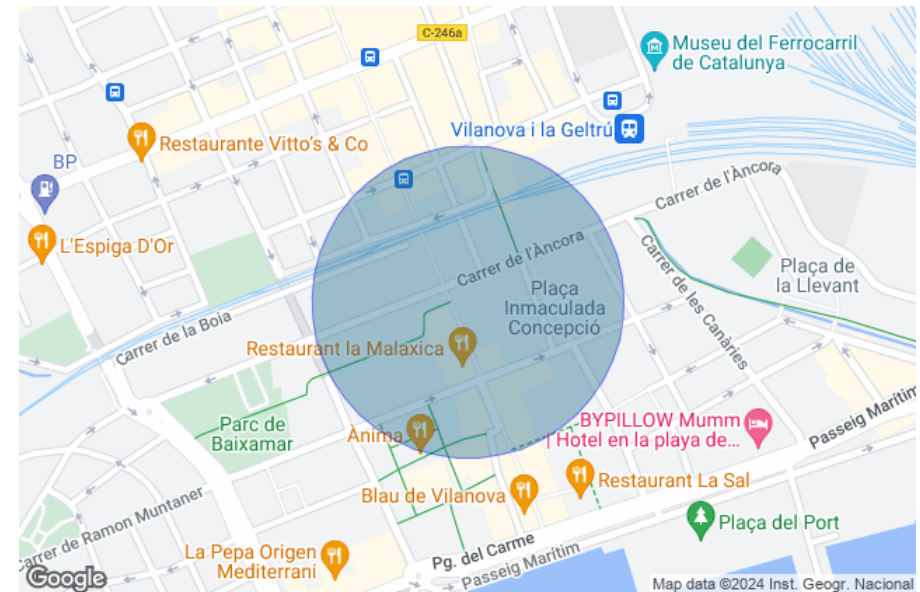 C-246a
Museu del Ferrocarril
de Catalunya
Vilanova i la Geltrú
Restaurante Vitto's & Co
BP
Carrer de l'Àncora
L'Espiga D'Or
Carrer de l'Àncora
Plaça de
la Llevant
Plaça
Inmaculada
Concepció
Carrer de les Canàries
Carrer de la Boia
Restaurant la Malaxica
Parc de
Baixamar
Ànima
BYPILLOW Mumm
| Hotel en la playa de...
Passeig Marítim
Restaurant La Sal
Blau de Vilanova
Carrer de Ramon Muntaner
Plaça del Port
La Pepa Origen
Mediterrani
Pg. del Carme
Passeig Marítim
Google
Map data ©2024 Inst. Geogr. Nacional